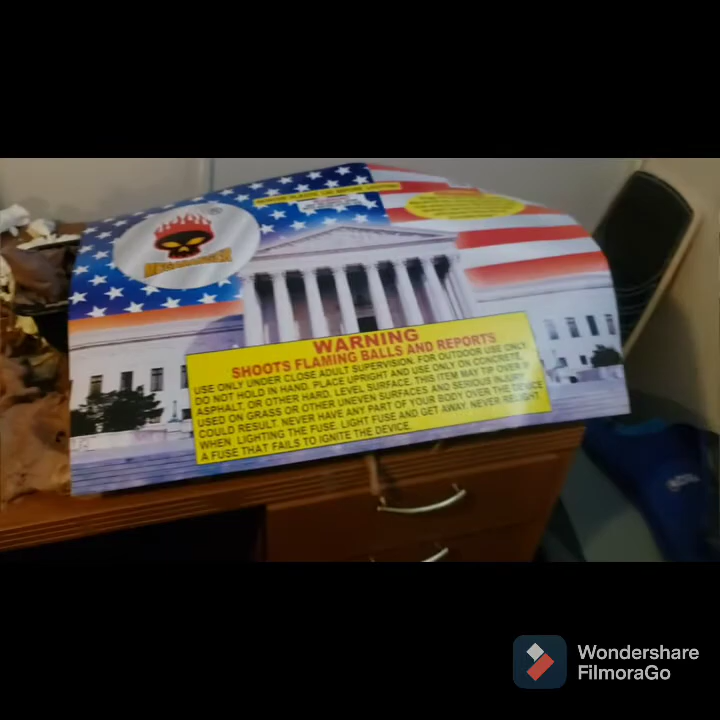 WARNING
SHOOTS FLAMING BALLS AND REPORTS
USE ONLY UNDER CLOSE ADULT SUPERVISION. FOR OUTDOOR USE ONLY.
DO NOT HOLD IN HAND. PLACE UPRIGHT AND USE ONLY ON CONCRETE,
ASPHALT, OR OTHER HARD, LEVEL SURFACE. THIS ITEM MAY TIP OVER IF
USED ON GRASS OR OTHER UNEVEN SURFACES AND SERIOUS INJURY
COULD RESULT. NEVER HAVE ANY PART OF YOUR BODY OVER THE DEVICE
WHEN LIGHTING THE FUSE. LIGHT FUSE AND GET AWAY. NEVER RELIGHT
A FUSE THAT FAILS TO IGNITE THE DEVICE.
Wondershare
FilmoraGo